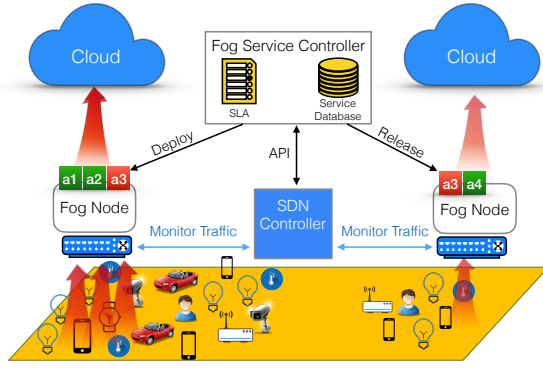 Cloud
Fog Service Controller
SLA
Service
Database
Cloud
Deploy
API
Release
a1 a2 a3
Fog Node
SDN
Controller
a3 a4
Fog Node
Monitor Traffic
Monitor Traffic